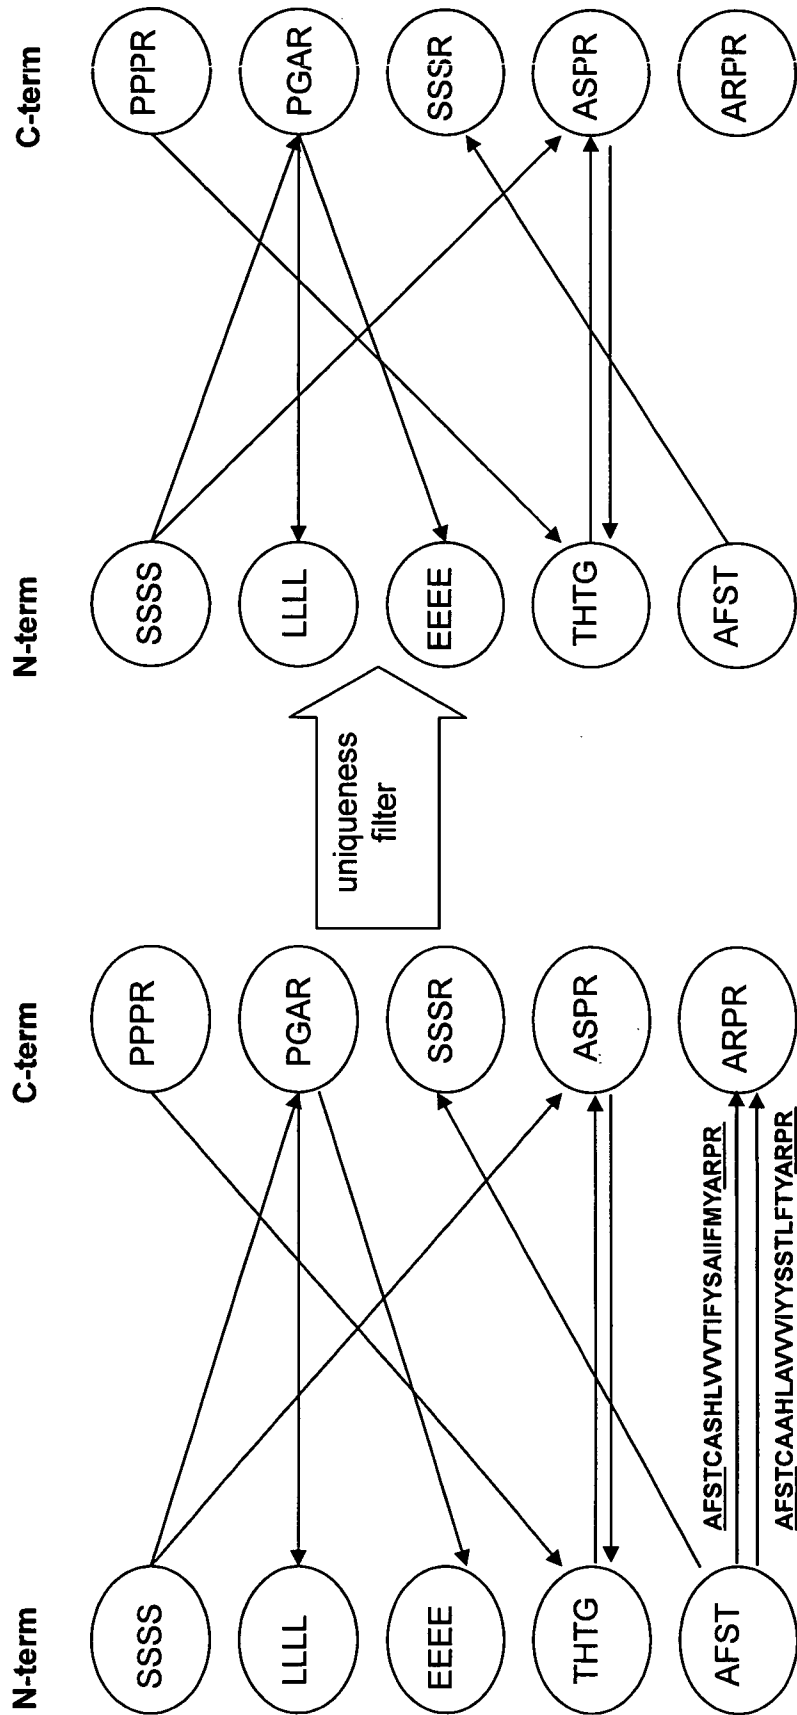 N-term C-term N-term C-term
SSSS PPPR SSSS PPPR
LLLL PGAR LLLL PGAR
uniqueness
filter
EEEE SSSR EEEE SSSR
THTG ASPR THTG ASPR
AFSTCASHLVVVTIFYSAIIFMYARPR
AFST ARPR AFST ARPR
AFSTCAAHLAVVVIYYSSTLFTYARPR